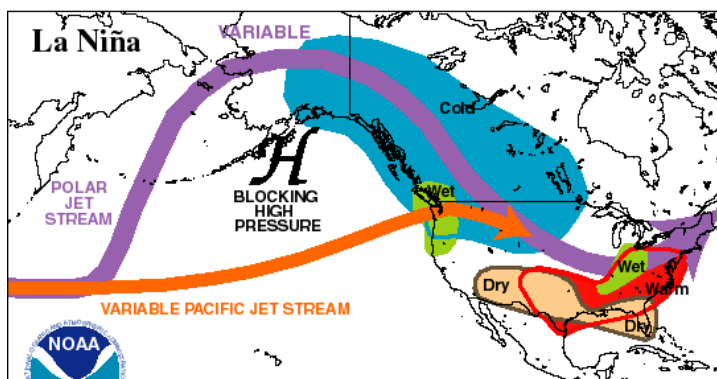 La Niña
VARIABLE
Cold
POLAR
JET
STREAM
H
BLOCKING
HIGH
PRESSURE
Wet
VARIABLE PACIFIC JET STREAM
Wet
Dry
Warm
Dry
NOAA